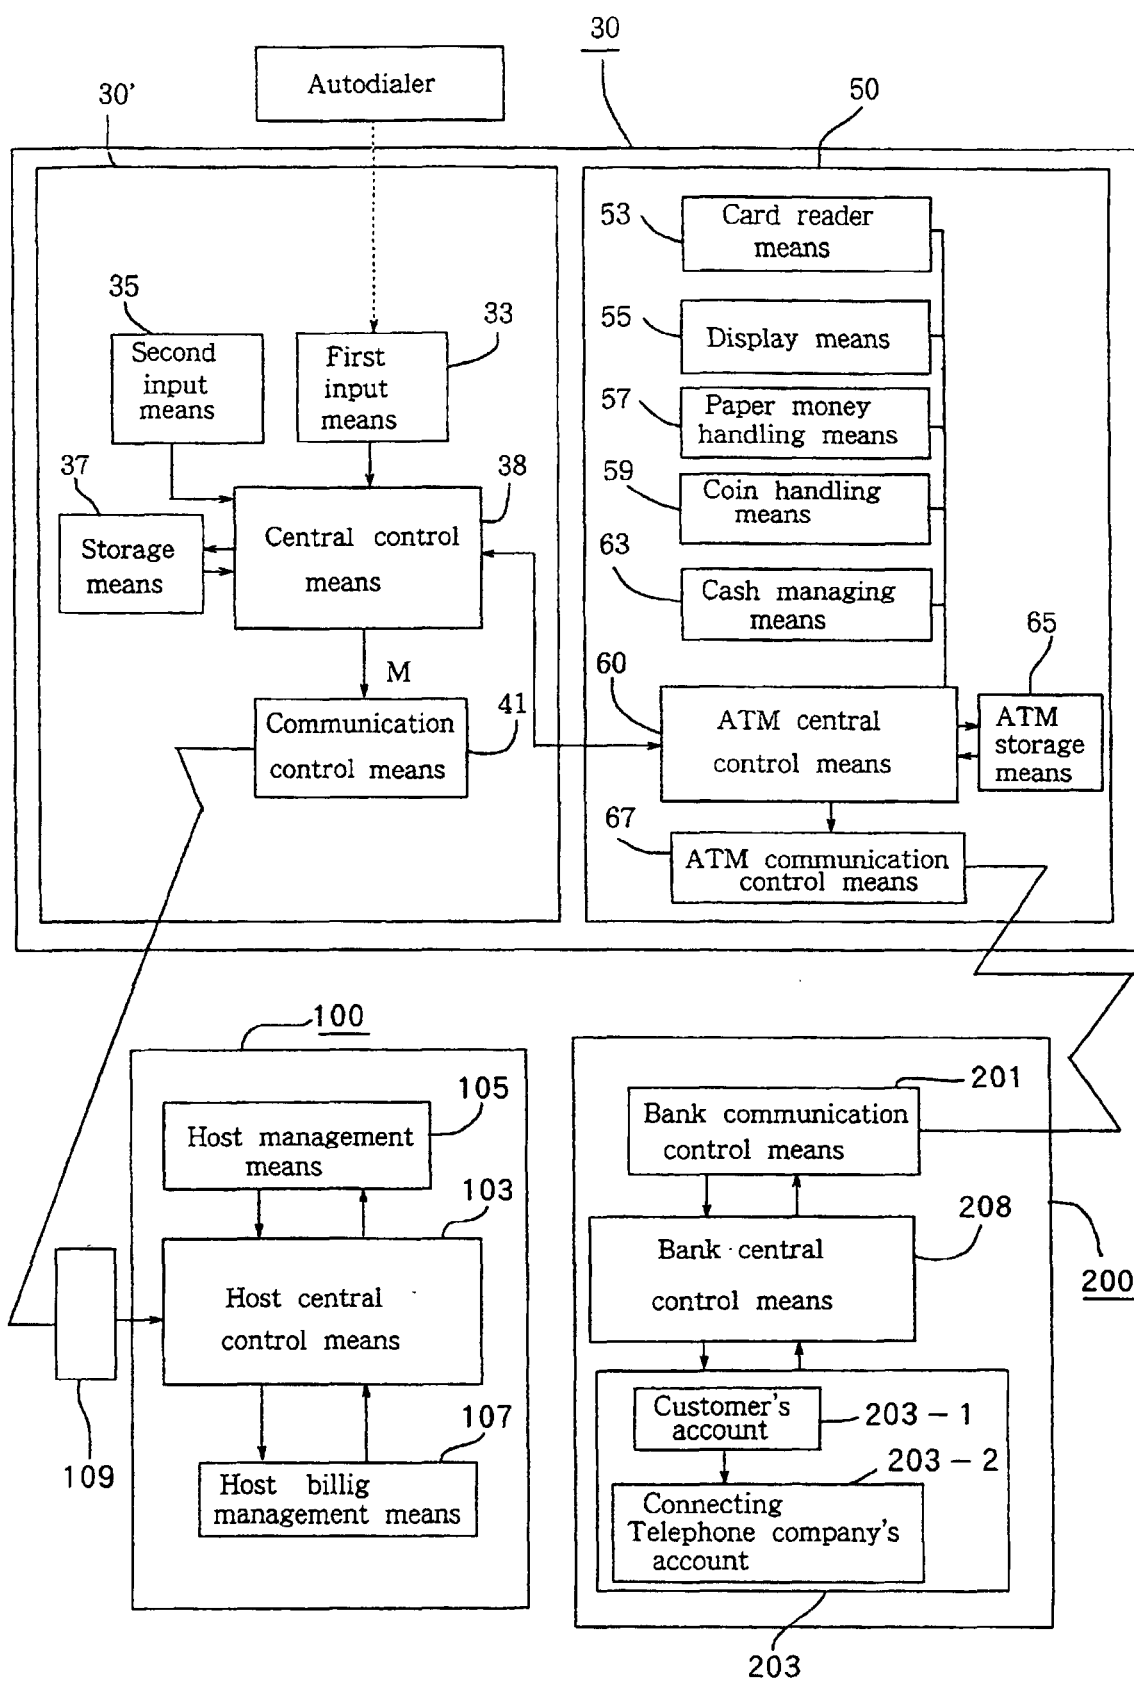 30
Autodialer
30'
50
53
Card reader
means
35
33
55
Display means
Second
input
means
First
input
means
57
Paper money
handling means
37
38
59
Coin handling
means
Storage
means
Central control
means
63
Cash managing
means
65
60
M
41
Communication
control means
ATM central
control means
ATM
storage
means
67
ATM communication
control means
100
105
Host management
means
201
Bank communication
control means
103
208
Host central
control means
Bank central
control means
200
109
107
Host billig
management means
Customer's
account
203-1
203-2
Connecting
Telephone company's
account
203